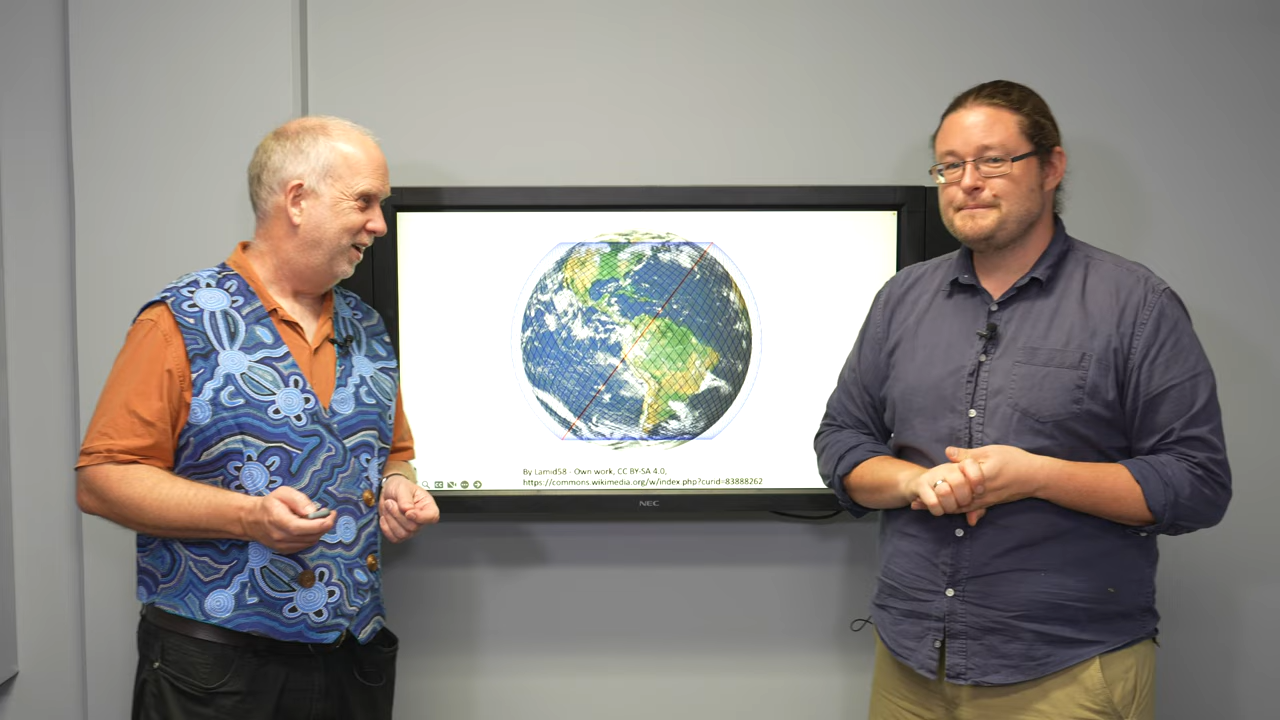 By Lamid58 - Own work, CC BY-SA 4.0,
https://commons.wikimedia.org/w/index.php?curid=83888262
NEC